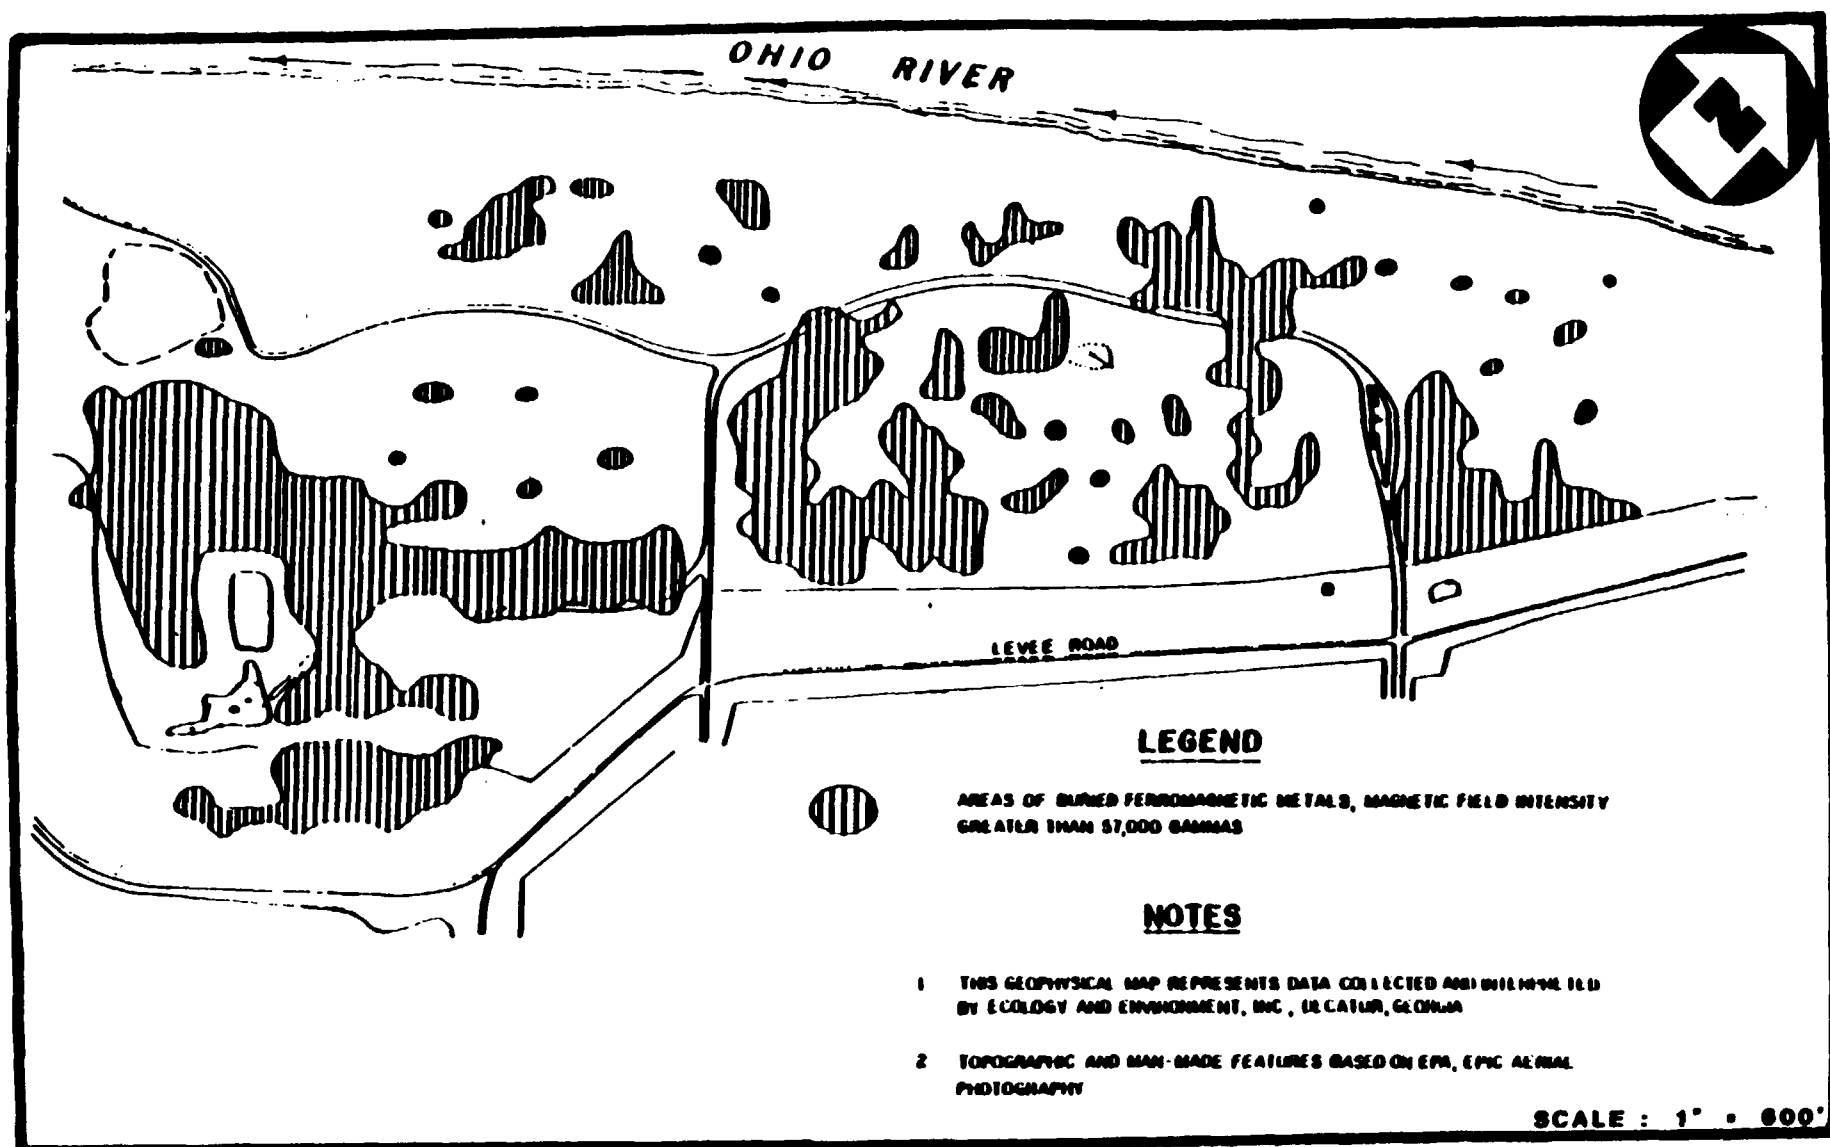 OHIO RIVER
N
LEVEE ROAD
LEGEND
AREAS OF BURIED FERROMAGNETIC METALS, MAGNETIC FIELD INTENSITY
GREATER THAN 57,000 GAMMAS
NOTES
1 THIS GEOPHYSICAL MAP REPRESENTS DATA COLLECTED AND INTERPRETED
BY ECOLOGY AND ENVIRONMENT, INC, DECATUR, GEORGIA
2 TOPOGRAPHIC AND MAN-MADE FEATURES BASED ON EPA, EPIC AERIAL
PHOTOGRAPHY
SCALE : 1" = 600'